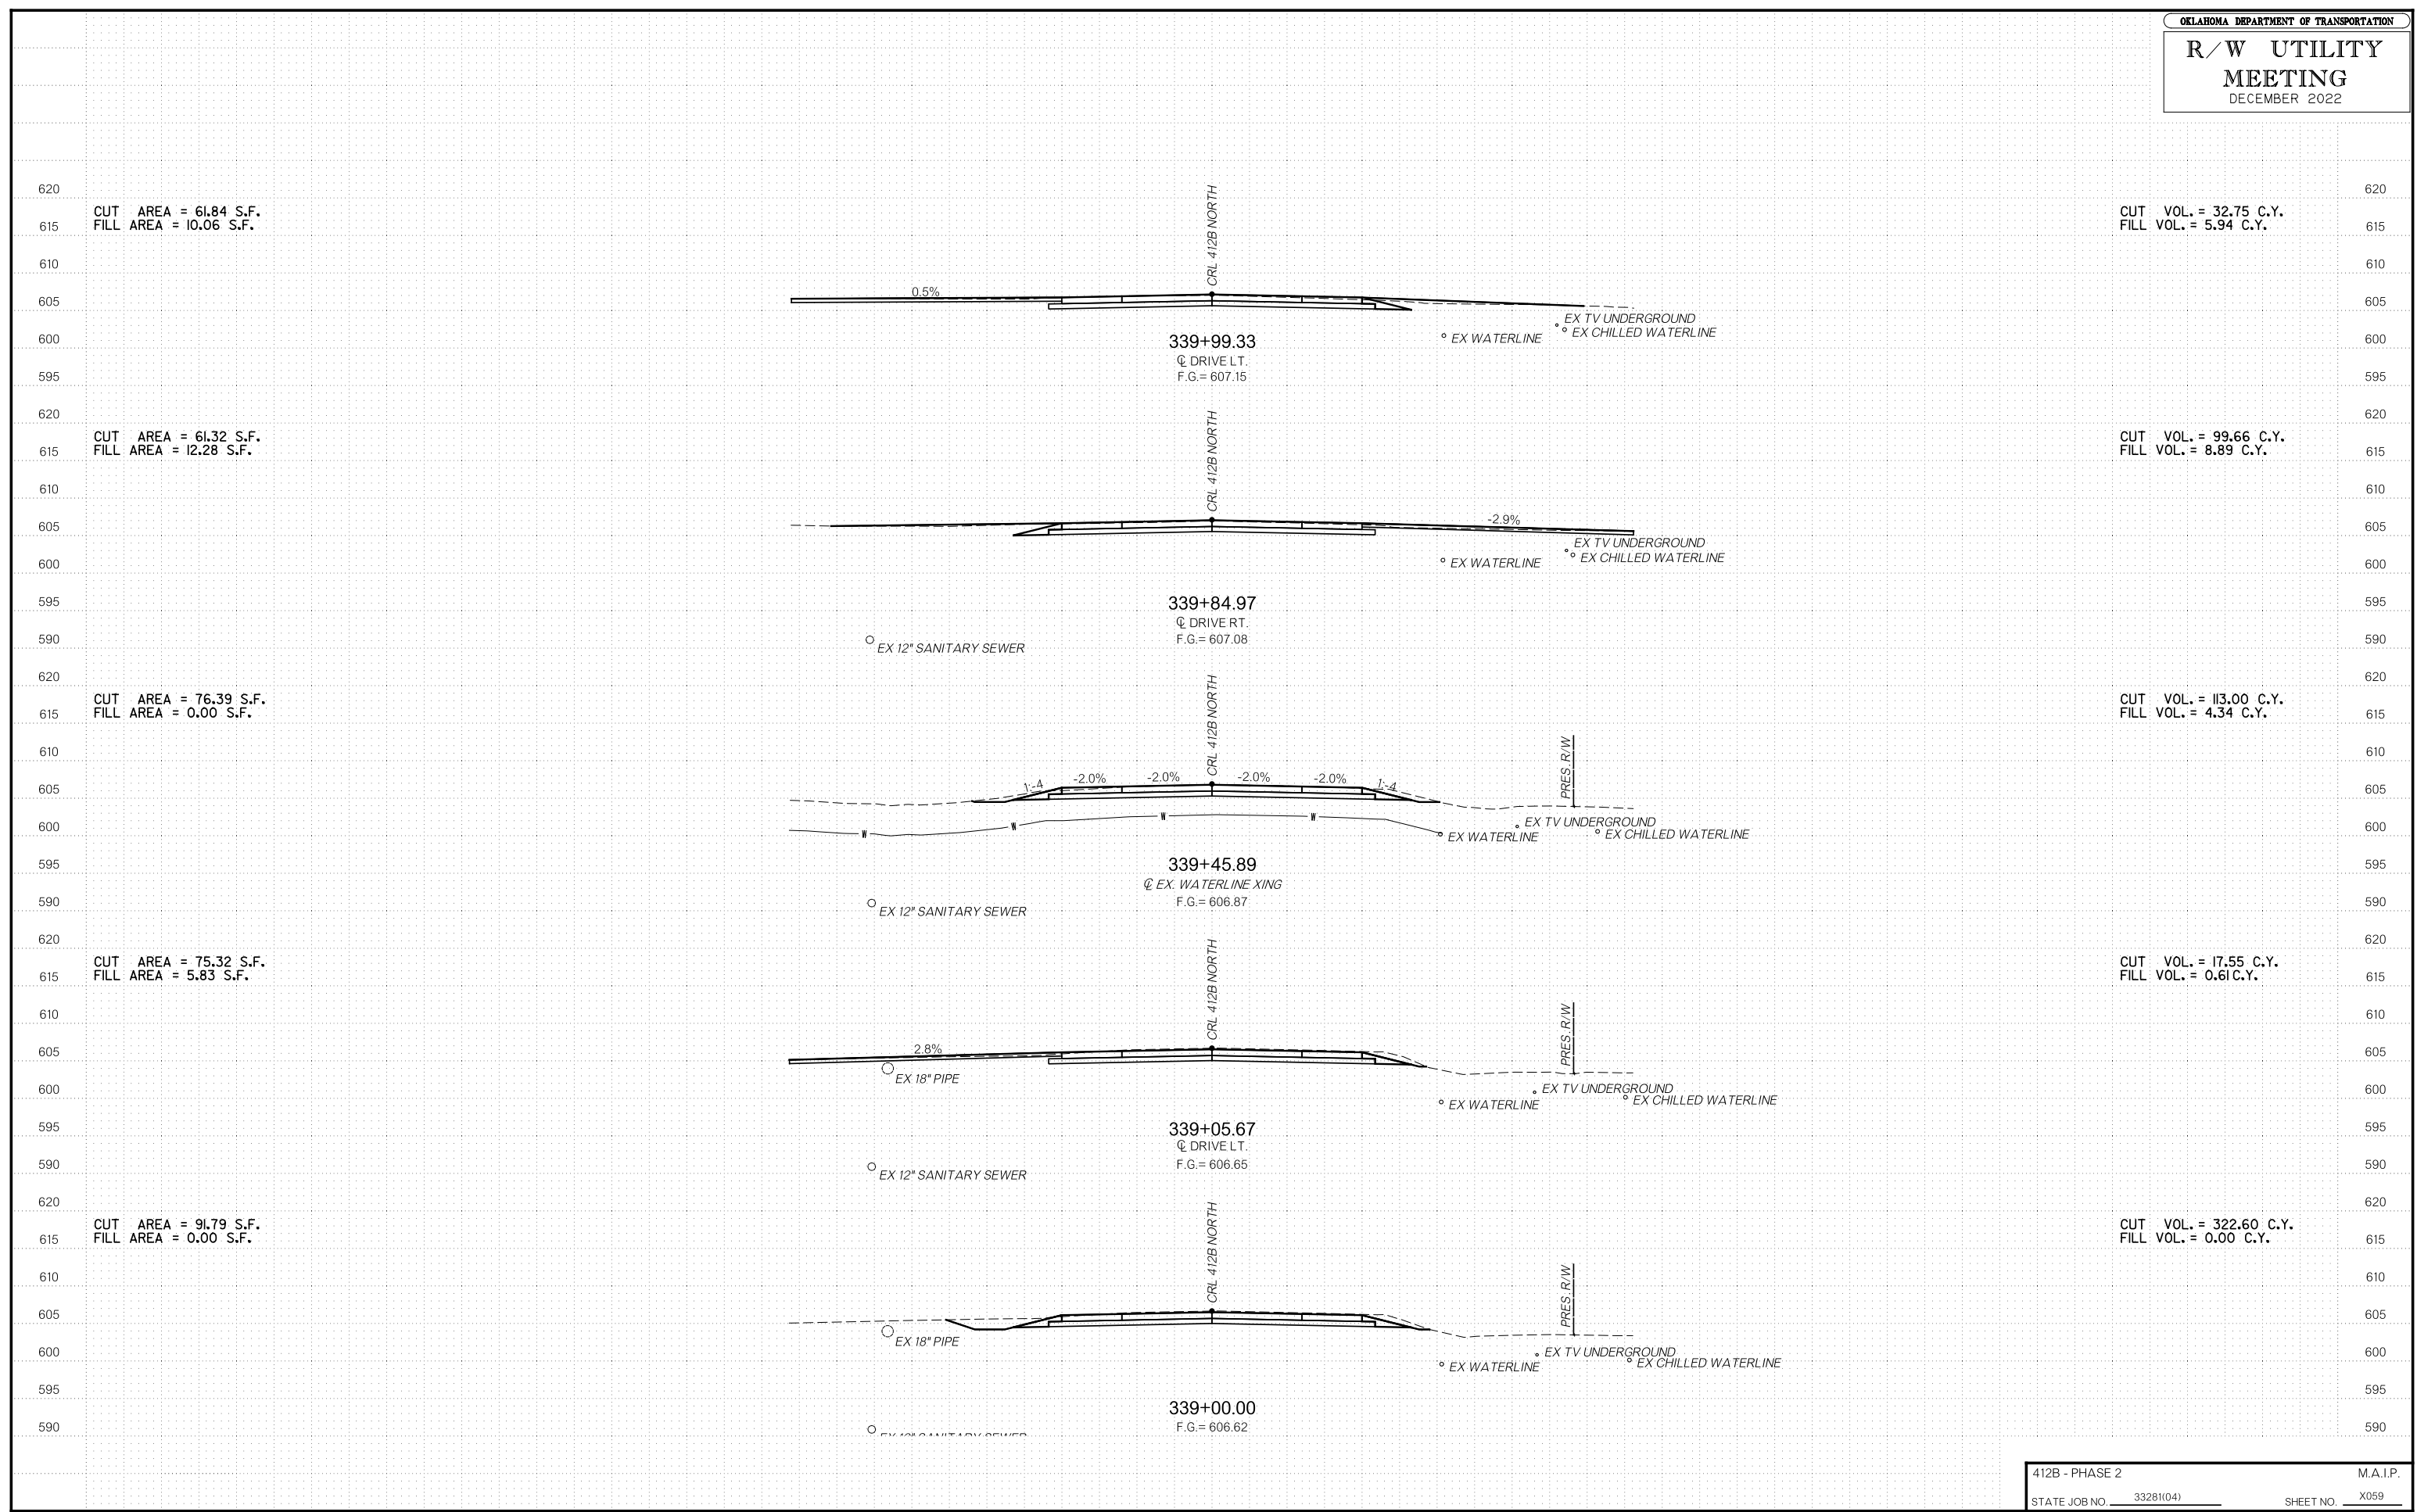 OKLAHOMA DEPARTMENT OF TRANSPORTATION
R/W UTILITY
MEETING
DECEMBER 2022
620 620
CUT AREA = 61.84 S.F. CUT VOL. = 32.75 C.Y.
FILL AREA = 10.06 S.F. FILL VOL. = 5.94 C.Y.
615 615
CRL 412B NORTH
610 610
0.5%
605 605
EX TV UNDERGROUND
EX CHILLED WATERLINE
EX WATERLINE
600 600
339+99.33
℄ DRIVE LT.
F.G.= 607.15
595 595
620 620
CUT AREA = 61.32 S.F. CUT VOL. = 99.66 C.Y.
FILL AREA = 12.28 S.F. FILL VOL. = 8.89 C.Y.
615 615
CRL 412B NORTH
610 610
-2.9%
605 605
EX TV UNDERGROUND
EX CHILLED WATERLINE
EX WATERLINE
600 600
595 595
339+84.97
℄ DRIVE RT.
F.G.= 607.08
590 590
EX 12" SANITARY SEWER
620 620
CUT AREA = 76.39 S.F. CUT VOL. = 113.00 C.Y.
FILL AREA = 0.00 S.F. FILL VOL. = 4.34 C.Y.
615 615
CRL 412B NORTH
PRES. R/W
610 610
1:-4 -2.0% -2.0% -2.0% -2.0% 1:-4
605 605
W W W W
EX TV UNDERGROUND
600 600
EX WATERLINE EX CHILLED WATERLINE
595 595
339+45.89
℄ EX. WATERLINE XING
F.G.= 606.87
590 590
EX 12" SANITARY SEWER
620 620
CUT AREA = 75.32 S.F. CUT VOL. = 17.55 C.Y.
FILL AREA = 5.83 S.F. FILL VOL. = 0.61 C.Y.
615 615
CRL 412B NORTH
PRES. R/W
610 610
2.8%
605 605
EX 18" PIPE
EX TV UNDERGROUND
600 600
EX WATERLINE EX CHILLED WATERLINE
595 595
339+05.67
℄ DRIVE LT.
F.G.= 606.65
590 590
EX 12" SANITARY SEWER
620 620
CUT AREA = 91.79 S.F. CUT VOL. = 322.60 C.Y.
FILL AREA = 0.00 S.F. FILL VOL. = 0.00 C.Y.
615 615
CRL 412B NORTH
PRES. R/W
610 610
605 605
EX 18" PIPE
EX TV UNDERGROUND
600 600
EX WATERLINE EX CHILLED WATERLINE
595 595
339+00.00
F.G.= 606.62
590 590
EX 12" SANITARY SEWER
412B - PHASE 2 M.A.I.P.
STATE JOB NO. 33281(04) SHEET NO. X059